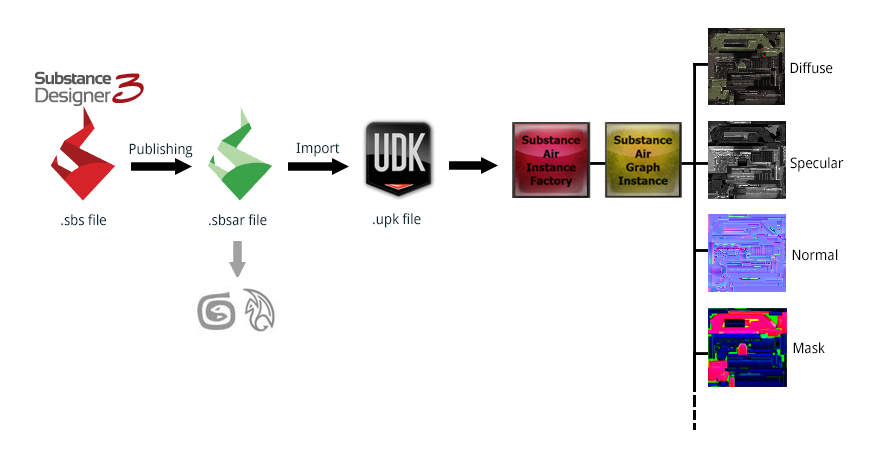 Substance
Designer 3
Publishing
Import
UDK
.sbs file
.sbsar file
.upk file
Substance
Air
Instance
Factory
Substance
Air
Graph
Instance
Diffuse
Specular
Normal
Mask